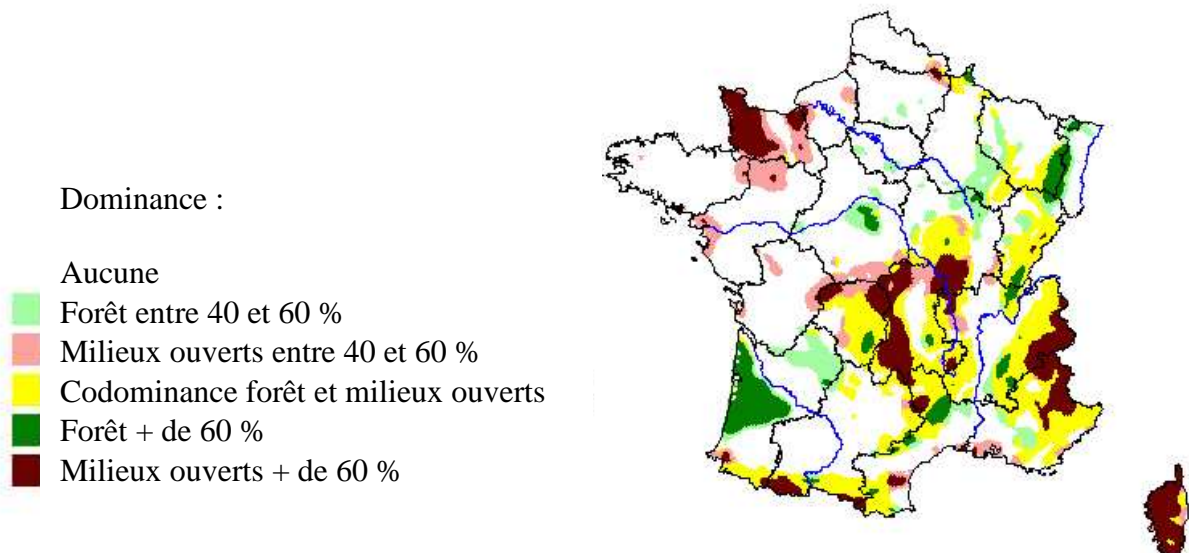 Dominance :
Aucune
Forêt entre 40 et 60 %
Milieux ouverts entre 40 et 60 %
Codominance forêt et milieux ouverts
Forêt + de 60 %
Milieux ouverts + de 60 %